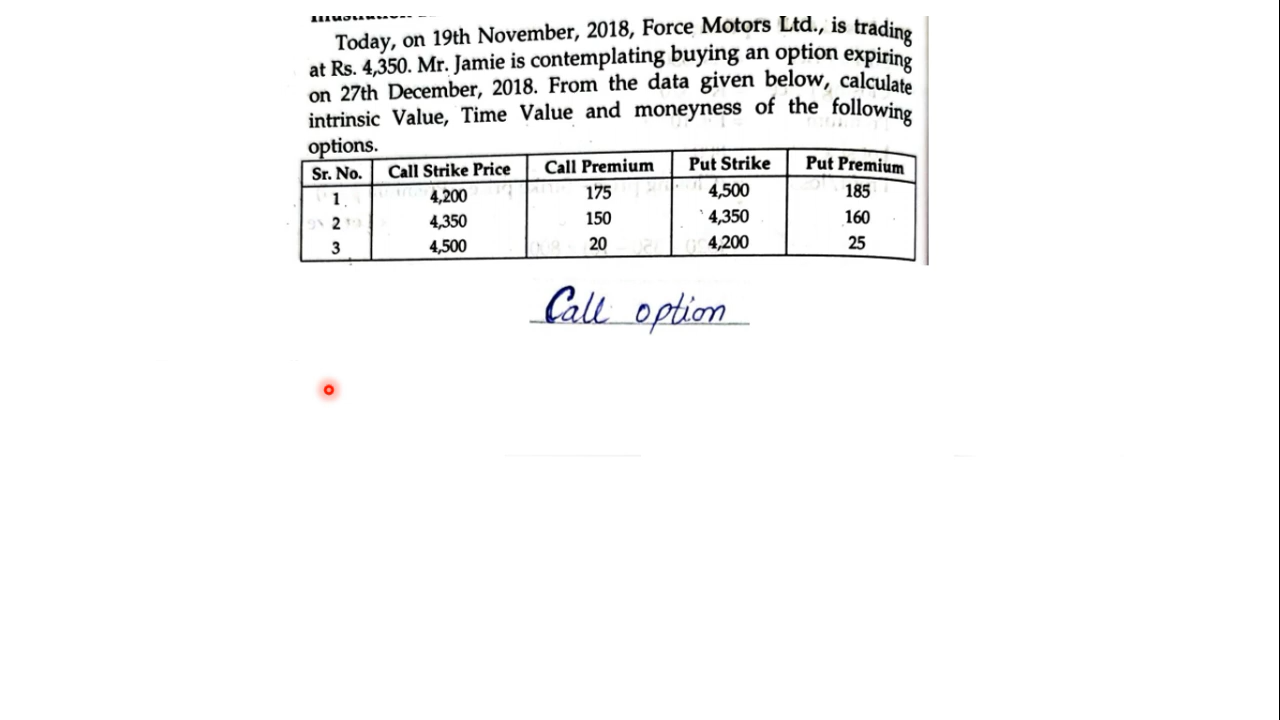 Today, on 19th November, 2018, Force Motors Ltd., is trading
at Rs. 4,350. Mr. Jamie is contemplating buying an option expiring
on 27th December, 2018. From the data given below, calculate
intrinsic Value, Time Value and moneyness of the following
options.
Sr. No. Call Strike Price Call Premium Put Strike Put Premium
1 4,200 175 4,500 185
2 4,350 150 4,350 160
3 4,500 20 4,200 25
Call option